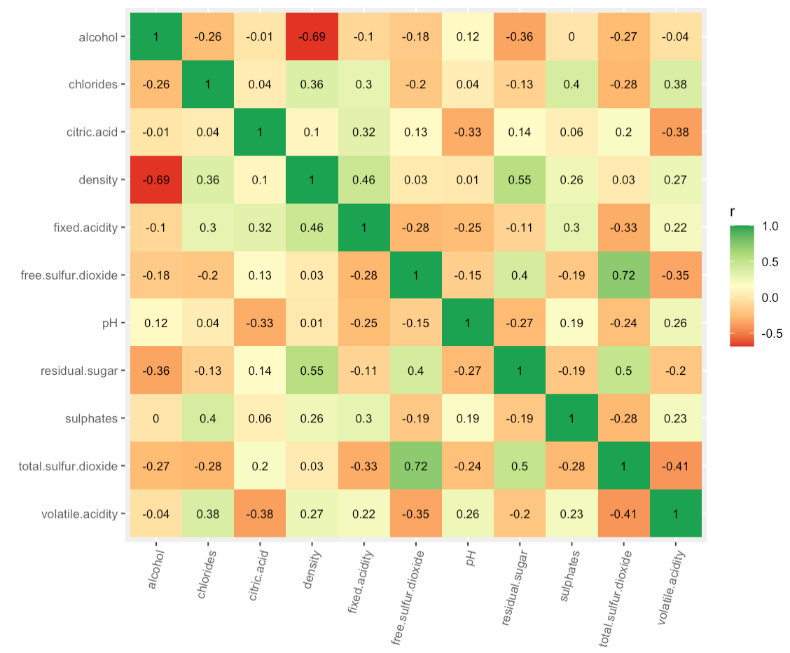 alcohol 1 -0.26 -0.01 -0.69 -0.1 -0.18 0.12 -0.36 0 -0.27 -0.04
chlorides -0.26 1 0.04 0.36 0.3 -0.2 0.04 -0.13 0.4 -0.28 0.38
citric.acid -0.01 0.04 1 0.1 0.32 0.13 -0.33 0.14 0.06 0.2 -0.38
density -0.69 0.36 0.1 1 0.46 0.03 0.01 0.55 0.26 0.03 0.27
fixed.acidity -0.1 0.3 0.32 0.46 1 -0.28 -0.25 -0.11 0.3 -0.33 0.22
free.sulfur.dioxide -0.18 -0.2 0.13 0.03 -0.28 1 -0.15 0.4 -0.19 0.72 -0.35
pH 0.12 0.04 -0.33 0.01 -0.25 -0.15 1 -0.27 0.19 -0.24 0.26
residual.sugar -0.36 -0.13 0.14 0.55 -0.11 0.4 -0.27 1 -0.19 0.5 -0.2
sulphates 0 0.4 0.06 0.26 0.3 -0.19 0.19 -0.19 1 -0.28 0.23
total.sulfur.dioxide -0.27 -0.28 0.2 0.03 -0.33 0.72 -0.24 0.5 -0.28 1 -0.41
volatile.acidity -0.04 0.38 -0.38 0.27 0.22 -0.35 0.26 -0.2 0.23 -0.41 1
alcohol chlorides citric.acid density fixed.acidity free.sulfur.dioxide pH residual.sugar sulphates total.sulfur.dioxide volatile.acidity
r
1.0
0.5
0.0
-0.5